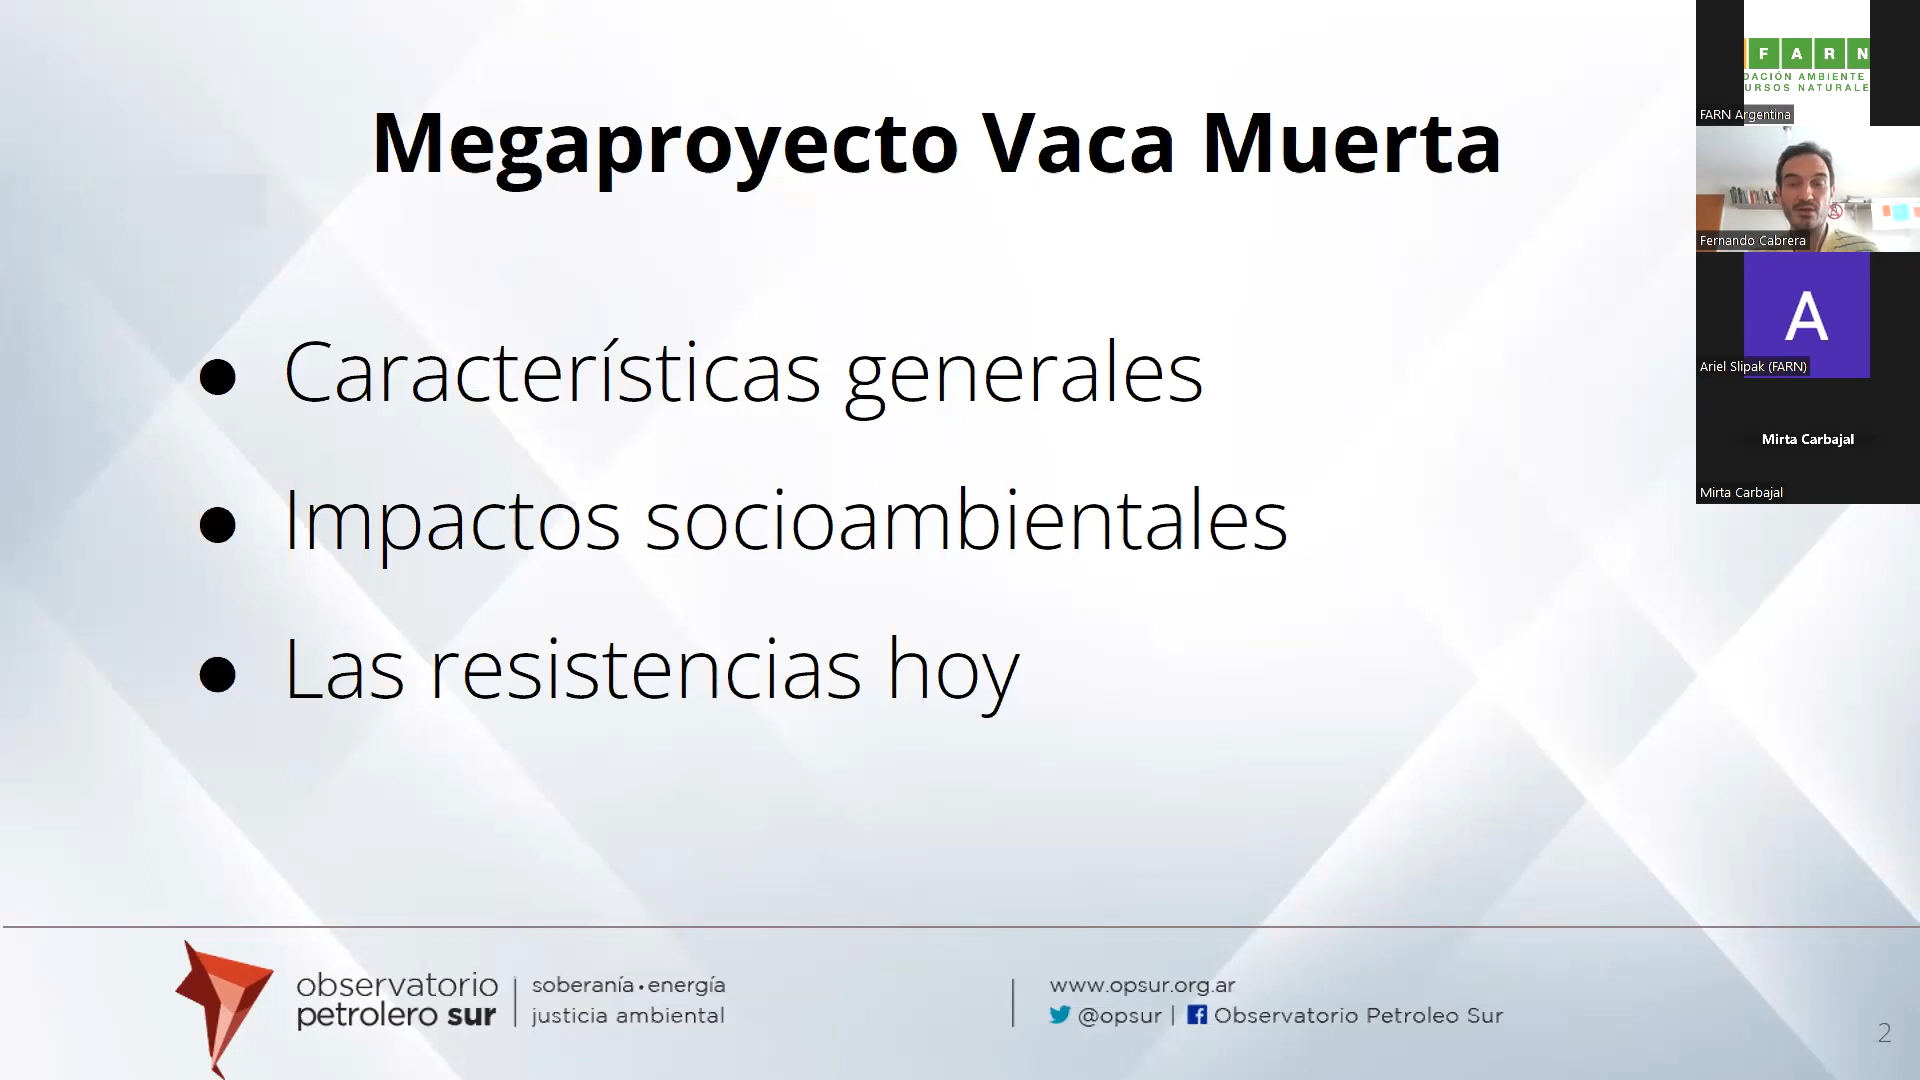 Megaproyecto Vaca Muerta
● Características generales
● Impactos socioambientales
● Las resistencias hoy
observatorio
petrolero sur
soberanía • energía
justicia ambiental
www.opsur.org.ar
@opsur | Observatorio Petroleo Sur
2
FARN
DACIÓN AMBIENTE
URSOS NATURALE
FARN Argentina
Fernando Cabrera
A
Ariel Slipak (FARN)
Mirta Carbajal
Mirta Carbajal